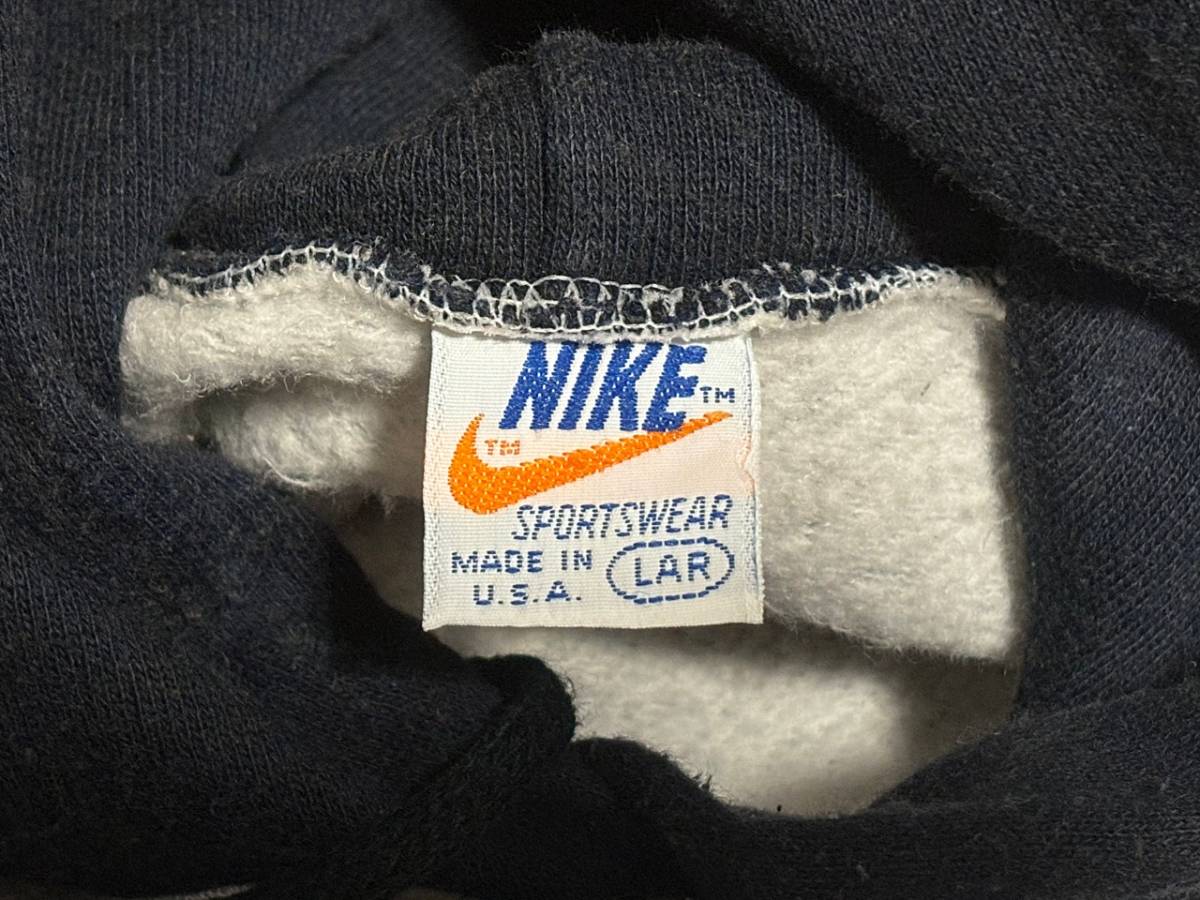 NIKE™
™
SPORTSWEAR
MADE IN
U.S.A.
LAR